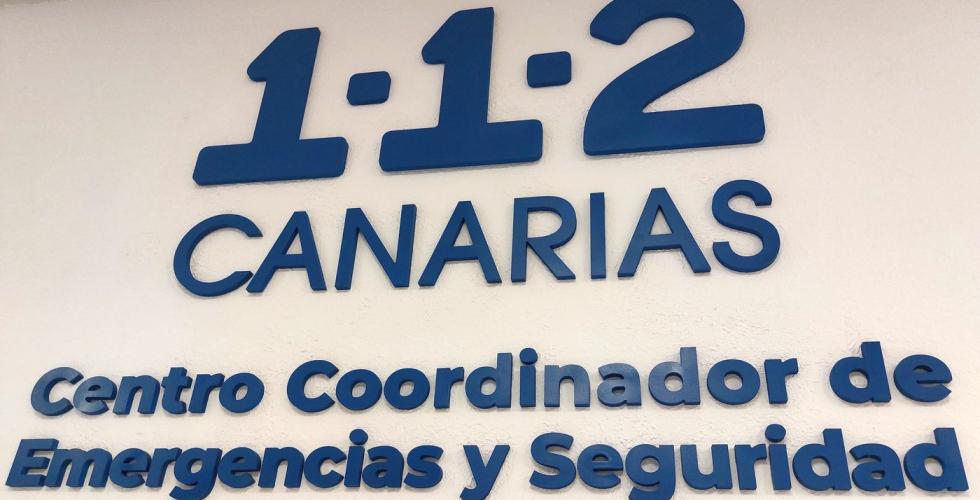 1·1·2
CANARIAS
Centro Coordinador de
Emergencias y Seguridad